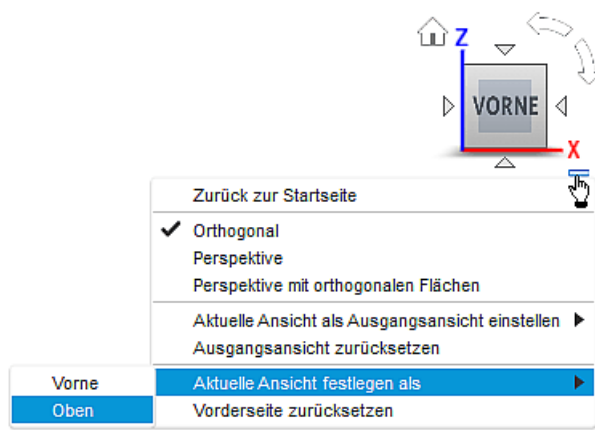 Z
VORNE
X
Zurück zur Startseite
Orthogonal
Perspektive
Perspektive mit orthogonalen Flächen
Aktuelle Ansicht als Ausgangsansicht einstellen
Ausgangsansicht zurücksetzen
Vorne
Aktuelle Ansicht festlegen als
Oben
Vorderseite zurücksetzen